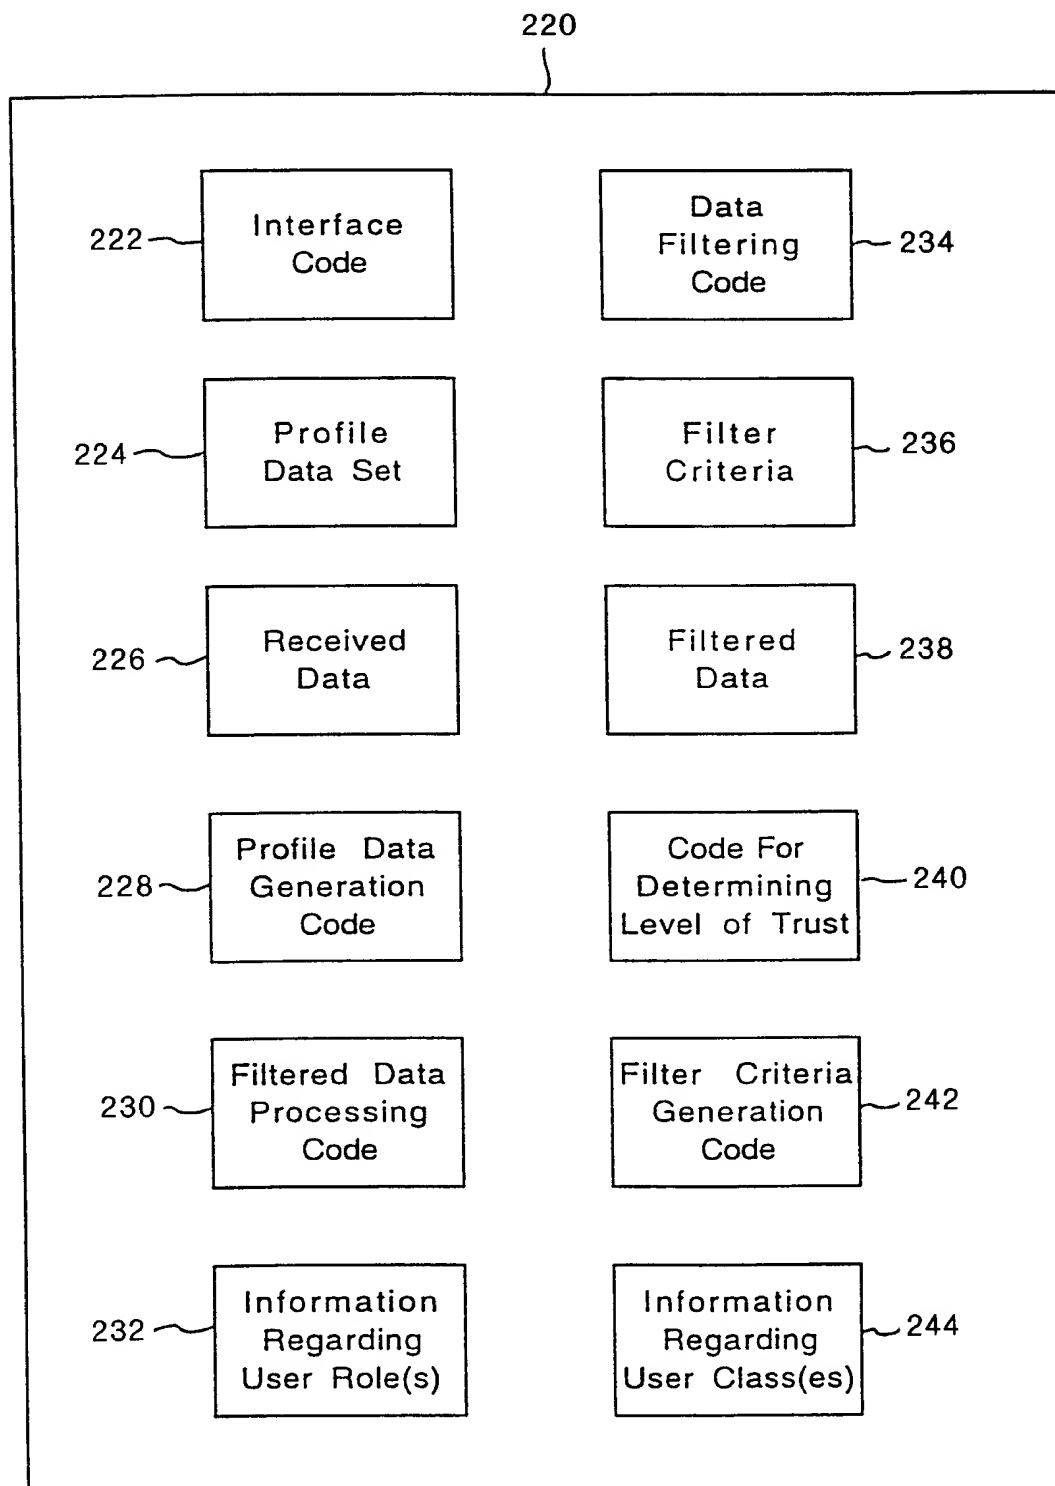 220
222
Interface
Code
Data
Filtering
Code
234
224
Profile
Data Set
Filter
Criteria
236
226
Received
Data
Filtered
Data
238
228
Profile Data
Generation
Code
Code For
Determining
Level of Trust
240
230
Filtered Data
Processing
Code
Filter Criteria
Generation
Code
242
232
Information
Regarding
User Role(s)
Information
Regarding
User Class(es)
244